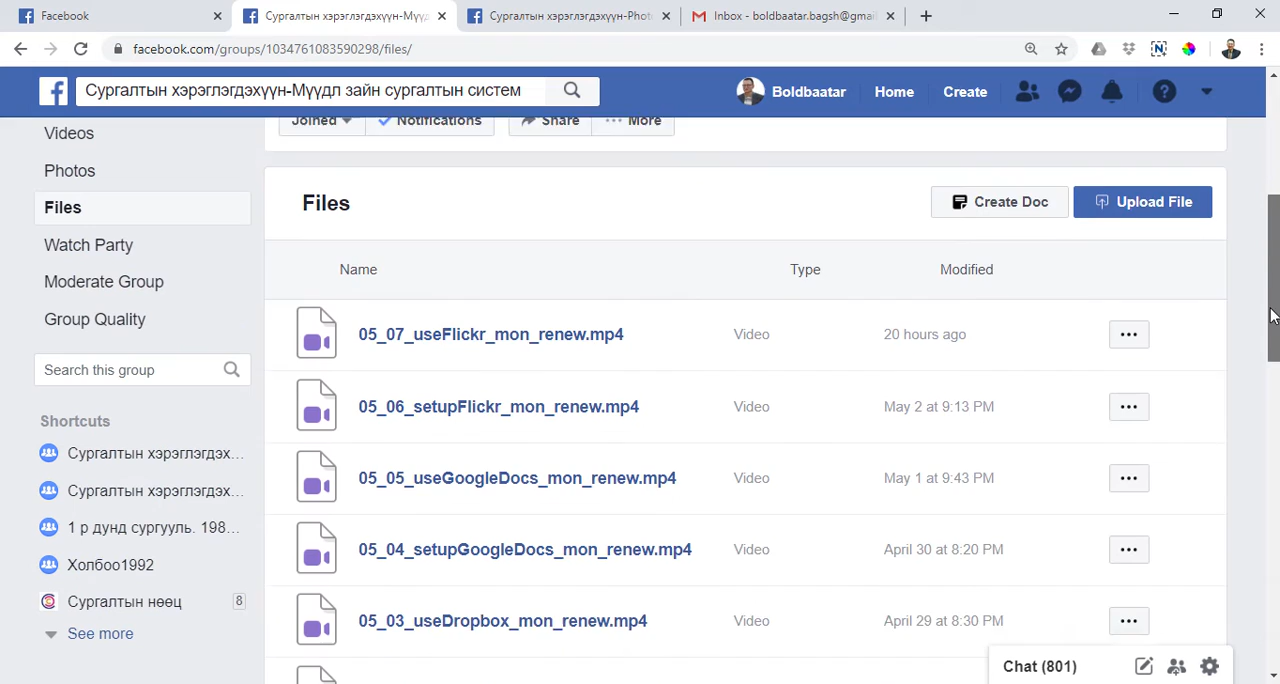 Facebook
Сургалтын хэрэглэгдэхүүн-Мүү
Сургалтын хэрэглэгдэхүүн-Phot
Inbox - boldbaatar.bagsh@gmai
facebook.com/groups/1034761083590298/files/
Сургалтын хэрэглэгдэхүүн-Мүүдл зайн сургалтын систем
Boldbaatar
Home
Create
Videos
Photos
Files
Watch Party
Moderate Group
Group Quality
Search this group
Shortcuts
Сургалтын хэрэглэгдэх...
Сургалтын хэрэглэгдэх...
1 р дунд сургууль. 198...
Холбоо1992
Сургалтын нөөц 8
See more
Joined
Notifications
Share
More
Files
Create Doc
Upload File
Name Type Modified
05_07_useFlickr_mon_renew.mp4 Video 20 hours ago
05_06_setupFlickr_mon_renew.mp4 Video May 2 at 9:13 PM
05_05_useGoogleDocs_mon_renew.mp4 Video May 1 at 9:43 PM
05_04_setupGoogleDocs_mon_renew.mp4 Video April 30 at 8:20 PM
05_03_useDropbox_mon_renew.mp4 Video April 29 at 8:30 PM
Chat (801)